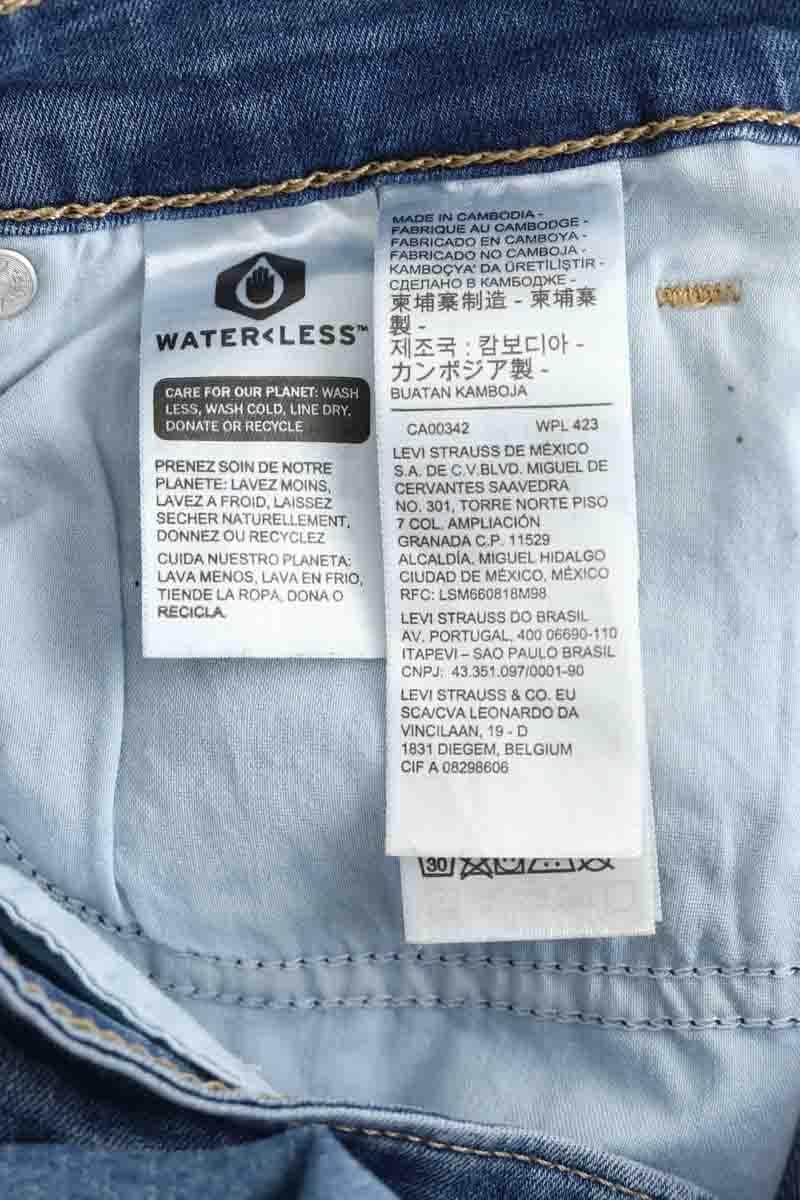 WATER<LESS™
CARE FOR OUR PLANET: WASH
LESS, WASH COLD, LINE DRY,
DONATE OR RECYCLE
PRENEZ SOIN DE NOTRE
PLANETE: LAVEZ MOINS,
LAVEZ A FROID, LAISSEZ
SECHER NATURELLEMENT,
DONNEZ OU RECYCLEZ
CUIDA NUESTRO PLANETA:
LAVA MENOS, LAVA EN FRIO,
TIENDE LA ROPA, DONA O
RECICLA.
MADE IN CAMBODIA -
FABRIQUE AU CAMBODGE -
FABRICADO EN CAMBOYA -
FABRICADO NO CAMBOJA -
KAMBOÇYA' DA ÜRETİLİŞTİR -
СДЕЛАНО В КАМБОДЖЕ -
柬埔寨制造 - 柬埔寨
製 -
제조국 : 캄보디아 -
カンボジア製 -
BUATAN KAMBOJA
CA00342 WPL 423
LEVI STRAUSS DE MÉXICO
S.A. DE C.V.BLVD. MIGUEL DE
CERVANTES SAAVEDRA
NO. 301, TORRE NORTE PISO
7 COL. AMPLIACIÓN
GRANADA C.P. 11529
ALCALDÍA, MIGUEL HIDALGO
CIUDAD DE MÉXICO, MÉXICO
RFC: LSM660818M98
LEVI STRAUSS DO BRASIL
AV. PORTUGAL, 400 06690-110
ITAPEVI – SAO PAULO BRASIL
CNPJ: 43.351.097/0001-90
LEVI STRAUSS & CO. EU
SCA/CVA LEONARDO DA
VINCILAAN, 19 - D
1831 DIEGEM, BELGIUM
CIF A 08298606
30